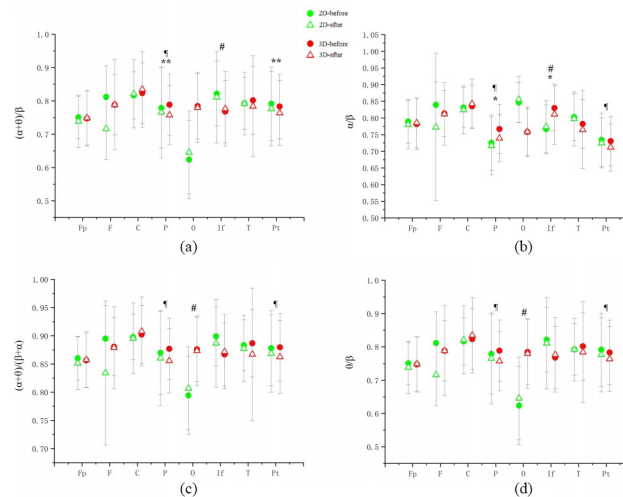 2D-before
2D-after
3D-before
3D-after
(α+θ)/β
0.9
0.8
0.7
0.6
0.5
¶
**
#
**
Fp F C P O If T Pt
(a)
α/β
1.00
0.95
0.90
0.85
0.80
0.75
0.70
0.65
0.60
0.55
0.50
¶
*
#
*
¶
Fp F C P O If T Pt
(b)
(α+θ)/(β+α)
1.00
0.95
0.90
0.85
0.80
0.75
0.70
¶
#
¶
Fp F C P O If T Pt
(c)
θ/β
0.9
0.8
0.7
0.6
0.5
¶
#
¶
Fp F C P O If T Pt
(d)